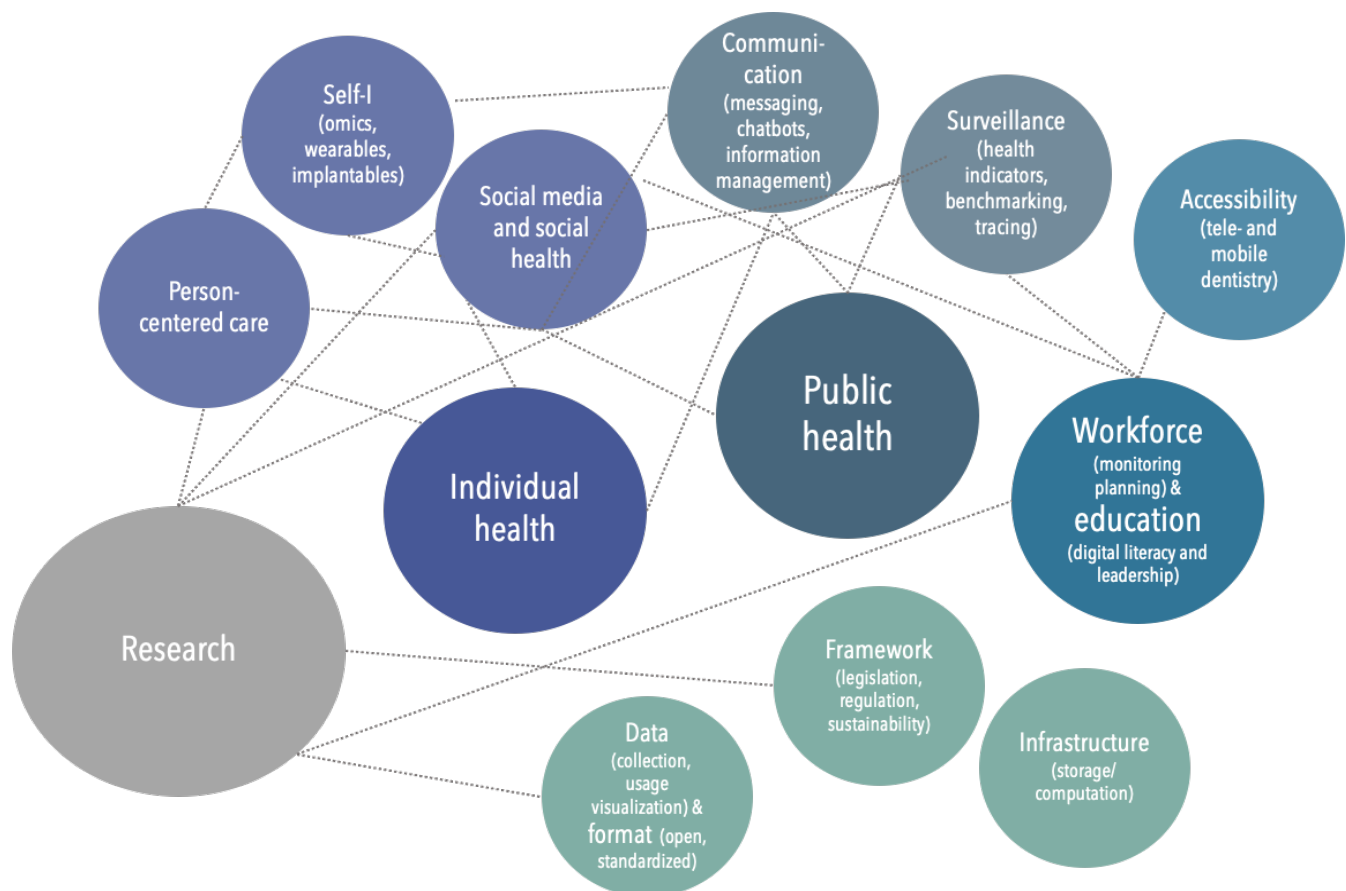 Self-I
(omics,
wearables,
implantables)
Communi-
cation
(messaging,
chatbots,
information
management)
Surveillance
(health
indicators,
benchmarking,
tracing)
Social media
and social
health
Accessibility
(tele- and
mobile
dentistry)
Person-
centered care
Public
health
Individual
health
Workforce
(monitoring
planning) &
education
(digital literacy and
leadership)
Research
Framework
(legislation,
regulation,
sustainability)
Data
(collection,
usage
visualization) &
format (open,
standardized)
Infrastructure
(storage/
computation)